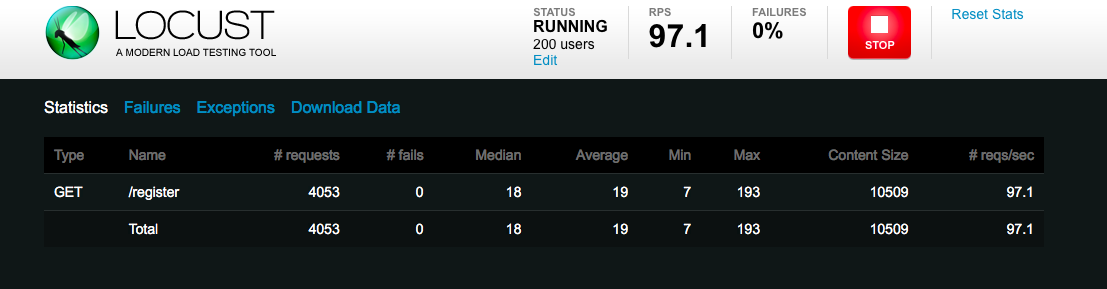 LOCUST
A MODERN LOAD TESTING TOOL
STATUS
RUNNING
200 users
Edit
RPS
97.1
FAILURES
0%
STOP
Reset Stats
Statistics Failures Exceptions Download Data
Type Name # requests # fails Median Average Min Max Content Size # reqs/sec
GET /register 4053 0 18 19 7 193 10509 97.1
Total 4053 0 18 19 7 193 10509 97.1